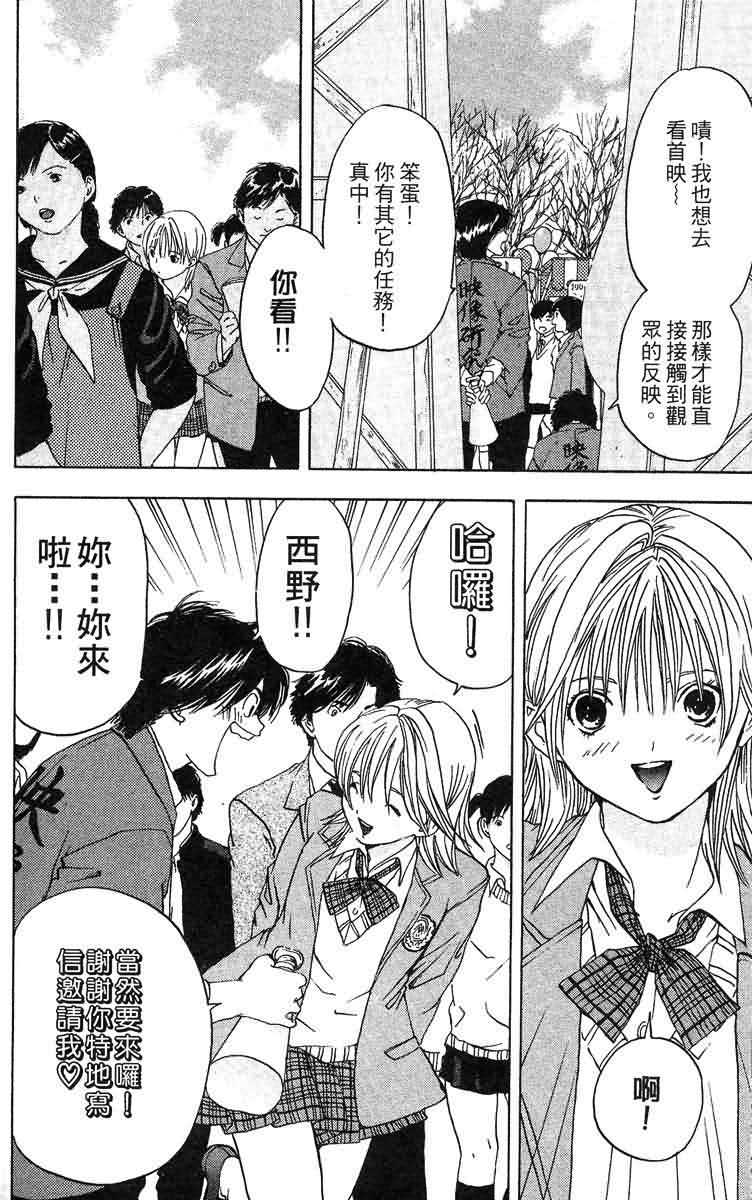 嘖！我也想去
看首映～
那樣才能直
接接觸到觀
眾的反映。
笨蛋！
你有其它的任務！
真中！
你看!!
映像研究
映像
啊！
哈囉！
西野!!
妳…妳來
啦…!!
映
當然要來囉！
謝謝你特地寫
信邀請我♡